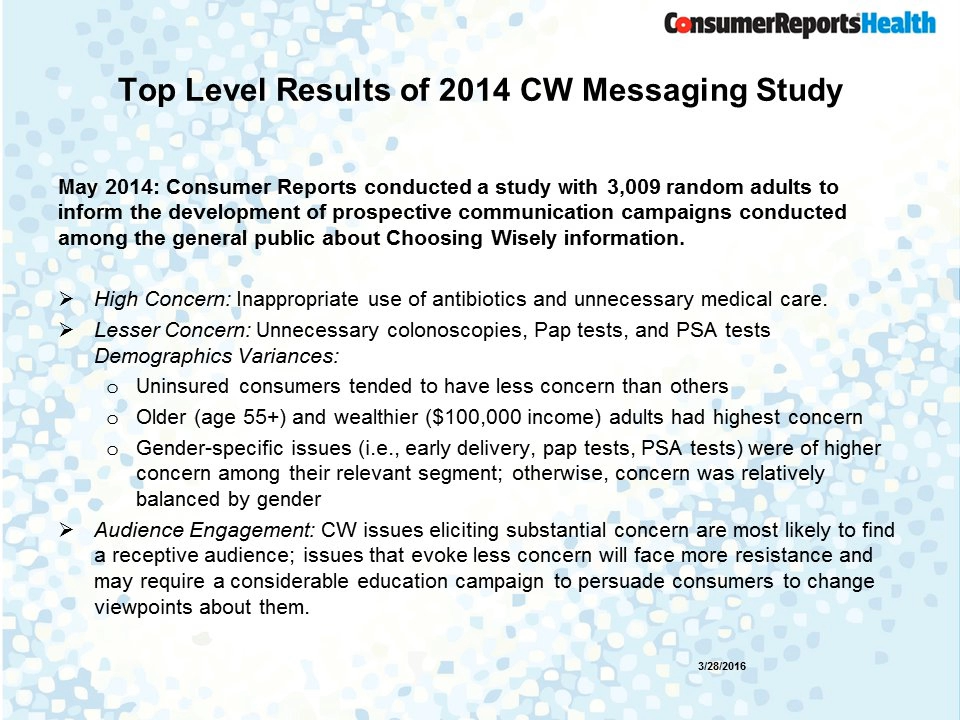 ConsumerReportsHealth
Top Level Results of 2014 CW Messaging Study
May 2014: Consumer Reports conducted a study with 3,009 random adults to
inform the development of prospective communication campaigns conducted
among the general public about Choosing Wisely information.
➢ High Concern: Inappropriate use of antibiotics and unnecessary medical care.
➢ Lesser Concern: Unnecessary colonoscopies, Pap tests, and PSA tests
Demographics Variances:
o Uninsured consumers tended to have less concern than others
o Older (age 55+) and wealthier ($100,000 income) adults had highest concern
o Gender-specific issues (i.e., early delivery, pap tests, PSA tests) were of higher
concern among their relevant segment; otherwise, concern was relatively
balanced by gender
➢ Audience Engagement: CW issues eliciting substantial concern are most likely to find
a receptive audience; issues that evoke less concern will face more resistance and
may require a considerable education campaign to persuade consumers to change
viewpoints about them.
3/28/2016